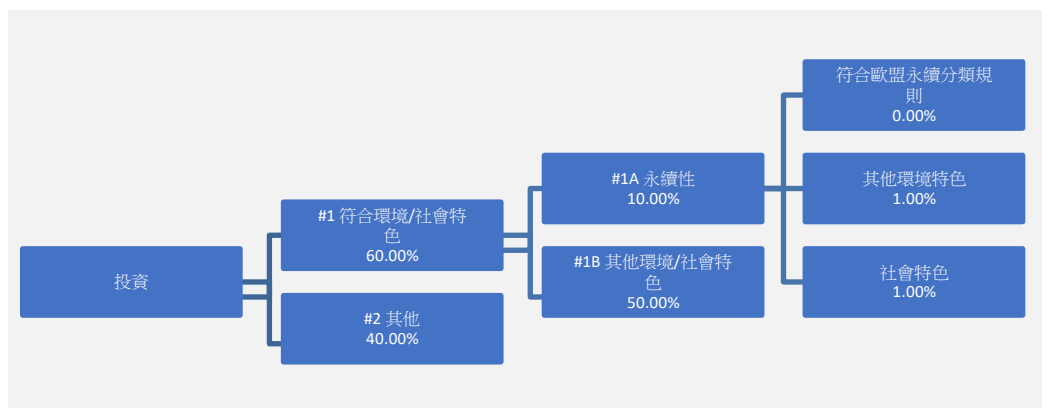 投資
#1 符合環境/社會特
色
60.00%
#2 其他
40.00%
#1A 永續性
10.00%
#1B 其他環境/社會特
色
50.00%
符合歐盟永續分類規
則
0.00%
其他環境特色
1.00%
社會特色
1.00%